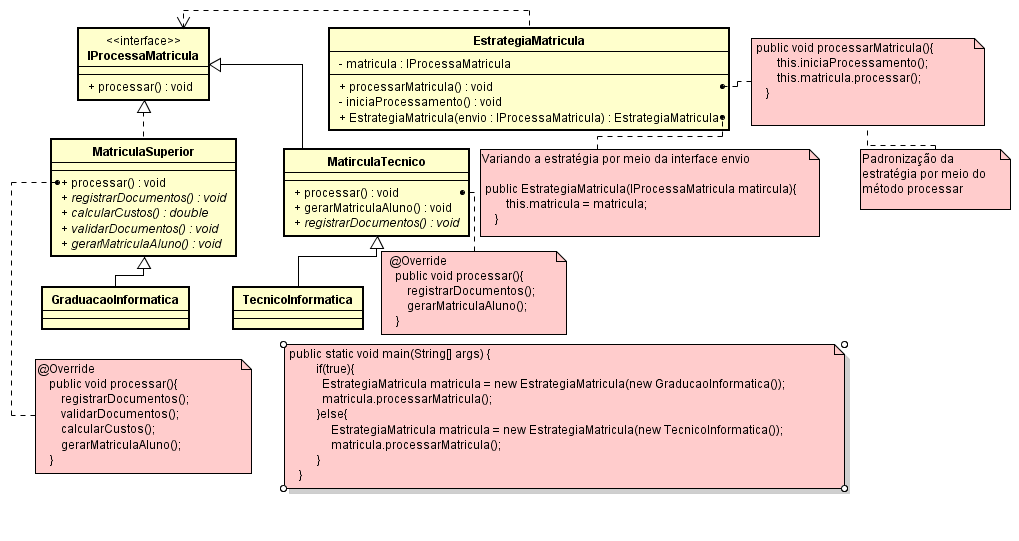 <<interface>>
IProcessaMatricula
+ processar() : void
EstrategiaMatricula
- matricula : IProcessaMatricula
+ processarMatricula() : void
- iniciaProcessamento() : void
+ EstrategiaMatricula(envio : IProcessaMatricula) : EstrategiaMatricula
public void processarMatricula(){
this.iniciaProcessamento();
this.matricula.processar();
}
MatriculaSuperior
+ processar() : void
+ registrarDocumentos() : void
+ calcularCustos() : double
+ validarDocumentos() : void
+ gerarMatriculaAluno() : void
MatirculaTecnico
+ processar() : void
+ gerarMatriculaAluno() : void
+ registrarDocumentos() : void
Variando a estratégia por meio da interface envio
public EstrategiaMatricula(IProcessaMatricula matircula){
this.matricula = matricula;
}
Padronização da
estratégia por meio do
método processar
GraduacaoInformatica
TecnicoInformatica
@Override
public void processar(){
registrarDocumentos();
gerarMatriculaAluno();
}
@Override
public void processar(){
registrarDocumentos();
validarDocumentos();
calcularCustos();
gerarMatriculaAluno();
}
public static void main(String[] args) {
if(true){
EstrategiaMatricula matricula = new EstrategiaMatricula(new GraducaoInformatica());
matricula.processarMatricula();
}else{
EstrategiaMatricula matricula = new EstrategiaMatricula(new TecnicoInformatica());
matricula.processarMatricula();
}
}